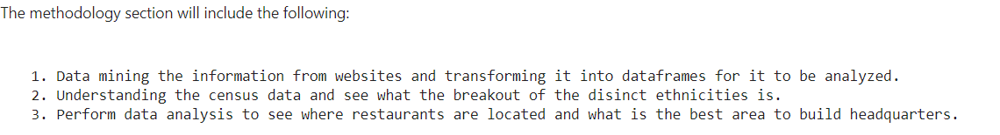 The methodology section will include the following:
1. Data mining the information from websites and transforming it into dataframes for it to be analyzed.
2. Understanding the census data and see what the breakout of the disinct ethnicities is.
3. Perform data analysis to see where restaurants are located and what is the best area to build headquarters.